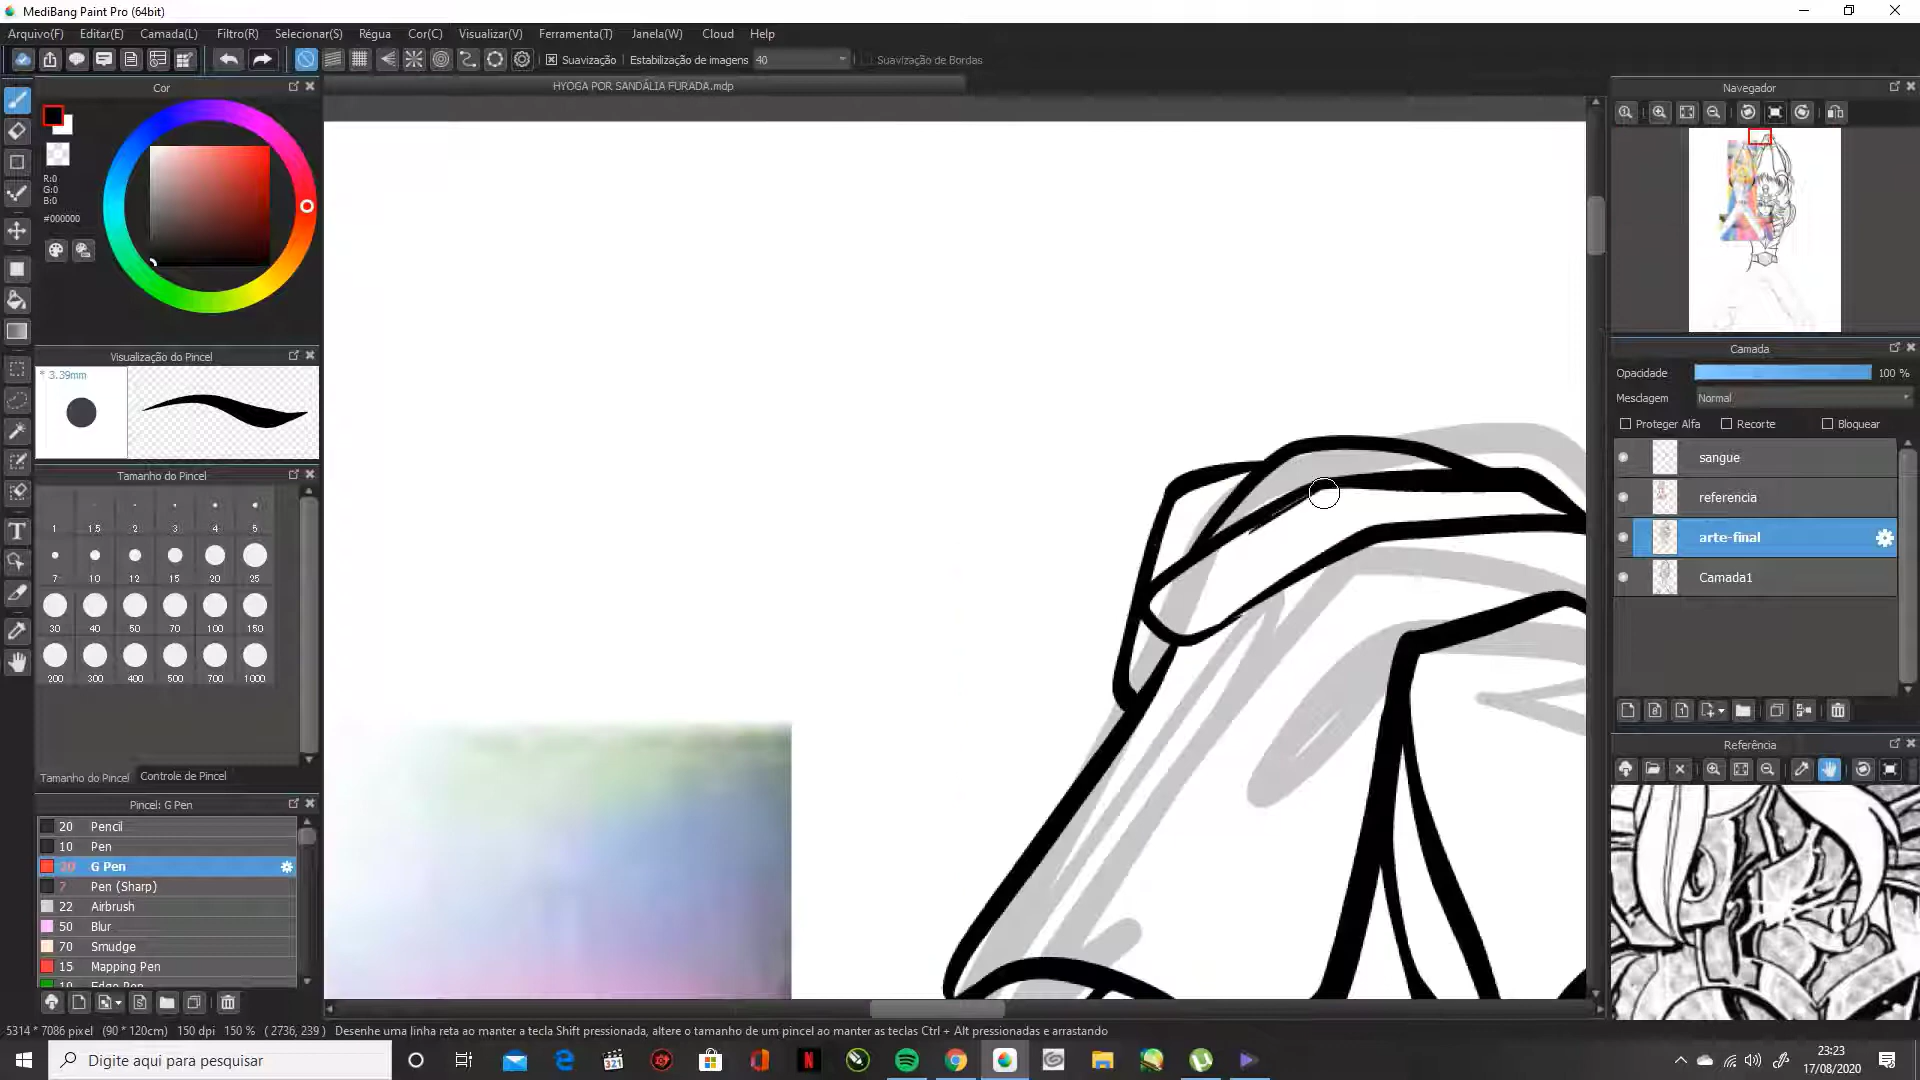 MediBang Paint Pro (64bit)
Arquivo(F) Editar(E) Camada(L) Filtro(R) Selecionar(S) Régua Cor(C) Visualizar(V) Ferramenta(T) Janela(W) Cloud Help
Suavização Estabilização de imagens 40 Suavização de Bordas
HYOGA POR SANDÁLIA FURADA.mdp
Cor
R:0
G:0
B:0
#000000
Visualização do Pincel
* 3.39mm
Tamanho do Pincel
1 1.5 2 3 4 5
7 10 12 15 20 25
30 40 50 70 100 150
200 300 400 500 700 1000
Tamanho do Pincel Controle de Pincel
Pincel: G Pen
20 Pencil
10 Pen
20 G Pen
7 Pen (Sharp)
22 Airbrush
50 Blur
70 Smudge
15 Mapping Pen
10 Edge Pen
Navegador
Camada
Opacidade 100 %
Mesclagem Normal
Proteger Alfa Recorte Bloquear
sangue
referencia
arte-final
Camada1
Referência
5314 * 7086 pixel (90 * 120cm) 150 dpi 150 % ( 2736, 239 ) Desenhe uma linha reta ao manter a tecla Shift pressionada, altere o tamanho de um pincel ao manter as teclas Ctrl + Alt pressionadas e arrastando
Digite aqui para pesquisar
321
N
23:23
17/08/2020